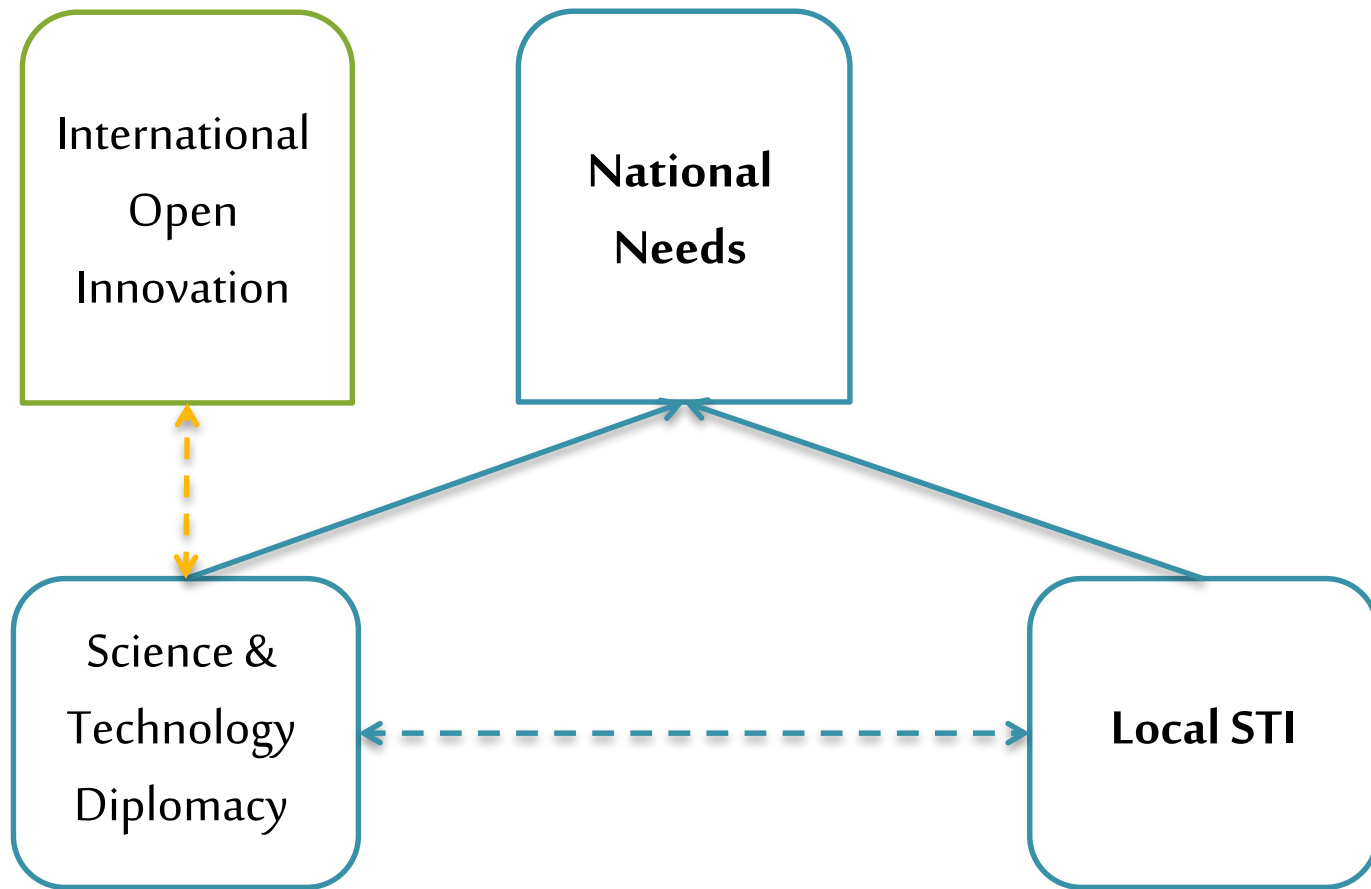 International
Open
Innovation
National
Needs
Science &
Technology
Diplomacy
Local STI